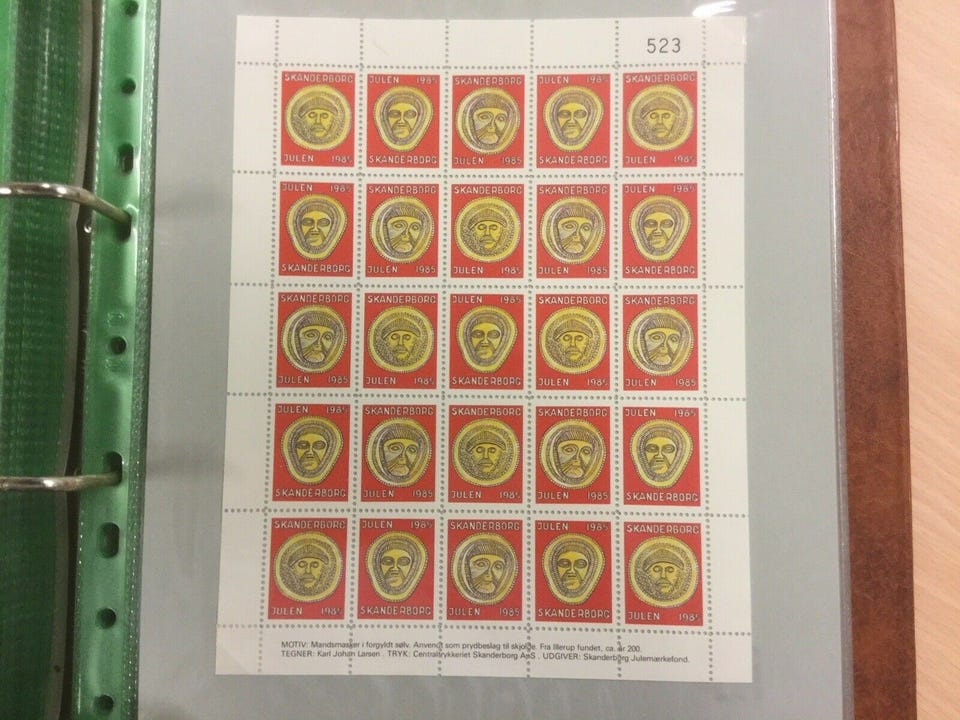 523
SKANDERBORG JULEN 1985 SKANDERBORG JULEN 1985 SKANDERBORG
JULEN 1985 SKANDERBORG JULEN 1985 SKANDERBORG JULEN 1985
JULEN 1985 SKANDERBORG SKANDERBORG SKANDERBORG JULEN 1985
SKANDERBORG JULEN 1985 JULEN 1985 JULEN 1985 SKANDERBORG
SKANDERBORG SKANDERBORG JULEN 1985 SKANDERBORG SKANDERBORG
JULEN 1985 JULEN 1985 SKANDERBORG JULEN 1985 JULEN 1985
JULEN 1985 SKANDERBORG SKANDERBORG SKANDERBORG JULEN 1985
SKANDERBORG JULEN 1985 JULEN 1985 JULEN 1985 SKANDERBORG
SKANDERBORG JULEN 1985 SKANDERBORG JULEN 1985 SKANDERBORG
JULEN 1985 SKANDERBORG JULEN 1985 SKANDERBORG JULEN 1985
MOTIV: Mandsmasker i forgyldt sølv. Anvendt som prydbeslag til skjolde. Fra Illerup fundet, ca. år 200.
TEGNER: Karl Johan Larsen . TRYK: Centraltrykkeriet Skanderborg A/S . UDGIVER: Skanderborg Julemærkefond.